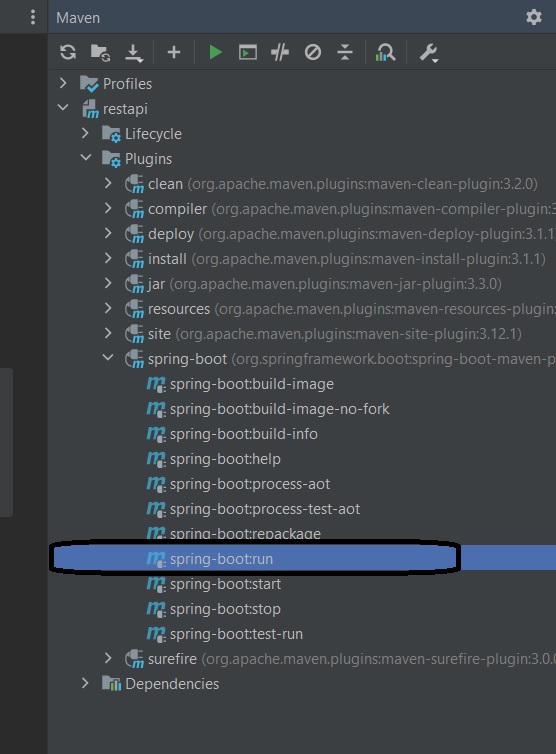 Maven
Profiles
restapi
Lifecycle
Plugins
clean (org.apache.maven.plugins:maven-clean-plugin:3.2.0)
compiler (org.apache.maven.plugins:maven-compiler-plugin:3
deploy (org.apache.maven.plugins:maven-deploy-plugin:3.1.1
install (org.apache.maven.plugins:maven-install-plugin:3.1.1)
jar (org.apache.maven.plugins:maven-jar-plugin:3.3.0)
resources (org.apache.maven.plugins:maven-resources-plugin:
site (org.apache.maven.plugins:maven-site-plugin:3.12.1)
spring-boot (org.springframework.boot:spring-boot-maven-p
spring-boot:build-image
spring-boot:build-image-no-fork
spring-boot:build-info
spring-boot:help
spring-boot:process-aot
spring-boot:process-test-aot
spring-boot:repackage
spring-boot:run
spring-boot:start
spring-boot:stop
spring-boot:test-run
surefire (org.apache.maven.plugins:maven-surefire-plugin:3.0.0
Dependencies